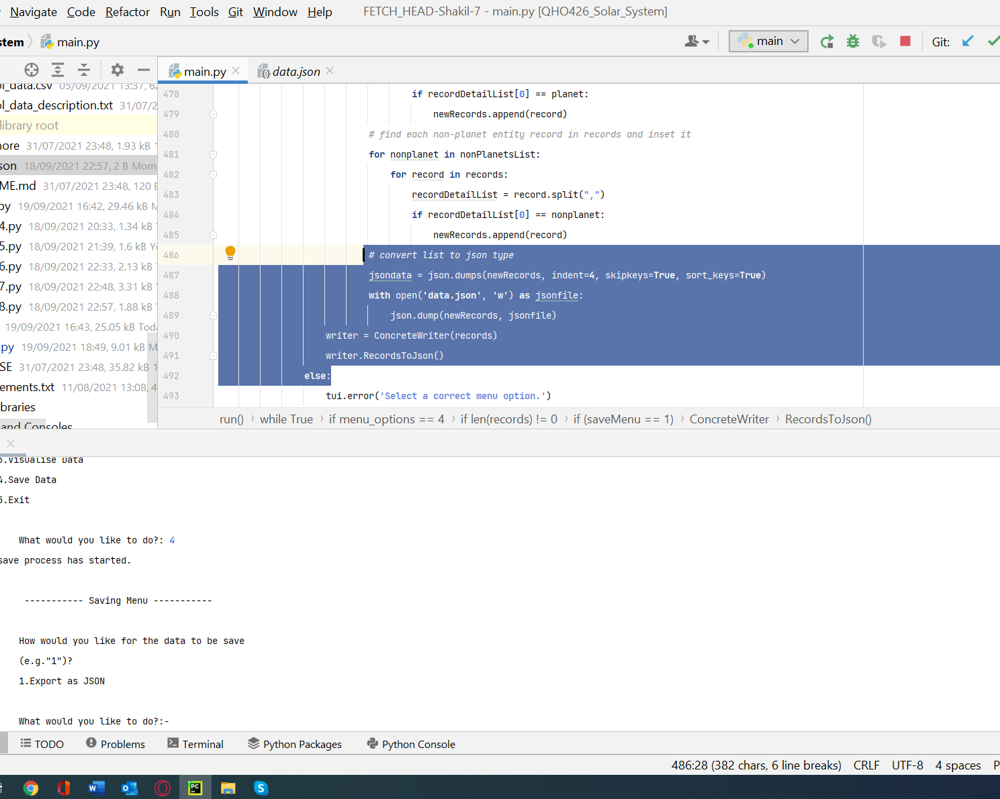 Navigate Code Refactor Run Tools Git Window Help FETCH_HEAD-Shakil-7 - main.py [QHO426_Solar_System]
stem main.py main Git:
main.py data.json
ol_data.csv 05/09/2021 13:37, 62
ol_data_description.txt 31/07/2
library root
nore 31/07/2021 23:48, 1.93 kB 1
son 18/09/2021 22:57, 2 B Mom
ME.md 31/07/2021 23:48, 120 B
py 19/09/2021 16:42, 29.46 kB M
4.py 18/09/2021 20:33, 1.34 kB Y
5.py 18/09/2021 21:39, 1.6 kB Ye
6.py 18/09/2021 22:33, 2.13 kB
7.py 18/09/2021 22:48, 3.31 kB Y
8.py 18/09/2021 22:57, 1.88 kB Y
19/09/2021 16:43, 25.05 kB Toda
.py 19/09/2021 18:49, 9.01 kB M
SE 31/07/2021 23:48, 35.82 kB 1
ements.txt 11/08/2021 13:08, 4
braries
and Consoles
478 if recordDetailList[0] == planet:
479 newRecords.append(record)
480 # find each non-planet entity record in records and inset it
481 for nonplanet in nonPlanetsList:
482 for record in records:
483 recordDetailList = record.split(",")
484 if recordDetailList[0] == nonplanet:
485 newRecords.append(record)
486 # convert list to json type
487 jsondata = json.dumps(newRecords, indent=4, skipkeys=True, sort_keys=True)
488 with open('data.json', 'w') as jsonfile:
489 json.dump(newRecords, jsonfile)
490 writer = ConcreteWriter(records)
491 writer.RecordsToJson()
492 else:
493 tui.error('Select a correct menu option.')
run() › while True › if menu_options == 4 › if len(records) != 0 › if (saveMenu == 1) › ConcreteWriter › RecordsToJson()
3.Visualise Data
4.Save Data
5.Exit
What would you like to do?: 4
save process has started.
----------- Saving Menu -----------
How would you like for the data to be save
(e.g."1")?
1.Export as JSON
What would you like to do?:-
TODO Problems Terminal Python Packages Python Console
486:28 (382 chars, 6 line breaks) CRLF UTF-8 4 spaces P